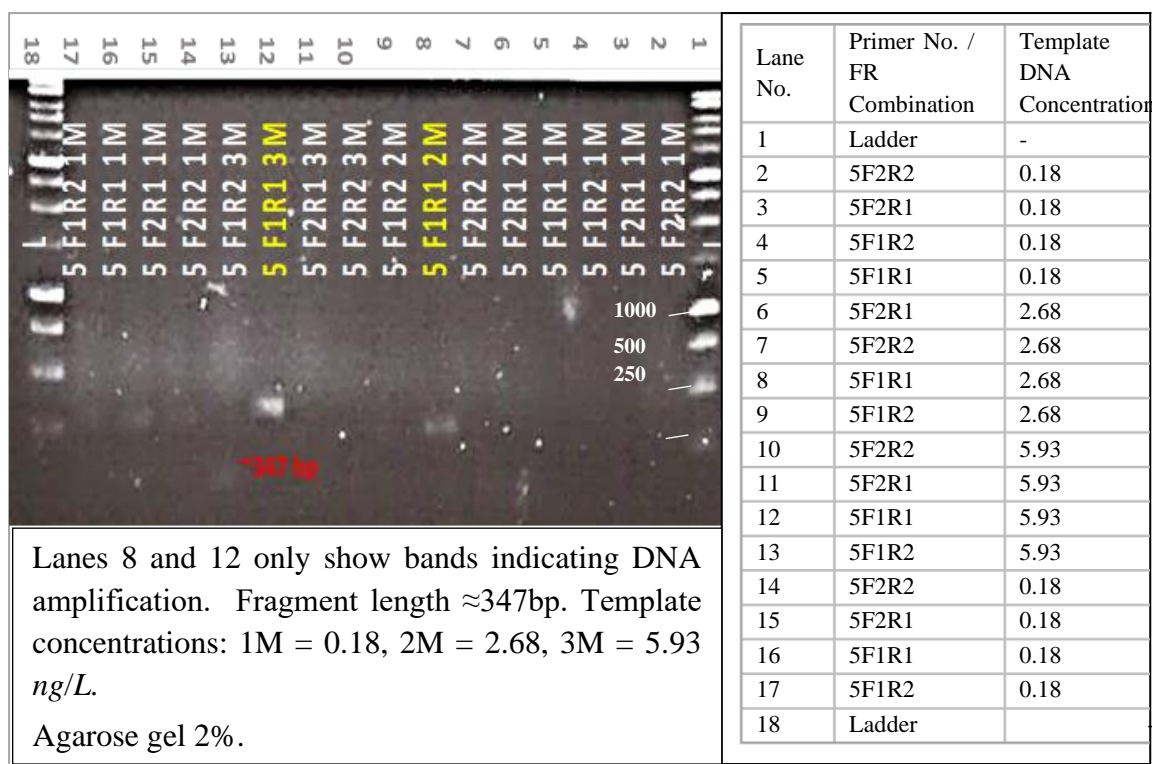 18 17 16 15 14 13 12 11 10 9 8 7 6 5 4 3 2 1
L
5 F1R2 1M
5 F1R1 1M
5 F2R1 1M
5 F2R2 1M
5 F1R2 3M
5 F1R1 3M
5 F2R1 3M
5 F2R2 3M
5 F1R2 2M
5 F1R1 2M
5 F2R2 2M
5 F2R1 2M
5 F1R1 1M
5 F1R2 1M
5 F2R1 1M
5 F2R2 1M
L
1000
500
250
~347 bp
Lanes 8 and 12 only show bands indicating DNA
amplification. Fragment length ≈347bp. Template
concentrations: 1M = 0.18, 2M = 2.68, 3M = 5.93
ng/L.
Agarose gel 2%.
Lane No. Primer No. / FR Combination Template DNA Concentration
1 Ladder -
2 5F2R2 0.18
3 5F2R1 0.18
4 5F1R2 0.18
5 5F1R1 0.18
6 5F2R1 2.68
7 5F2R2 2.68
8 5F1R1 2.68
9 5F1R2 2.68
10 5F2R2 5.93
11 5F2R1 5.93
12 5F1R1 5.93
13 5F1R2 5.93
14 5F2R2 0.18
15 5F2R1 0.18
16 5F1R1 0.18
17 5F1R2 0.18
18 Ladder